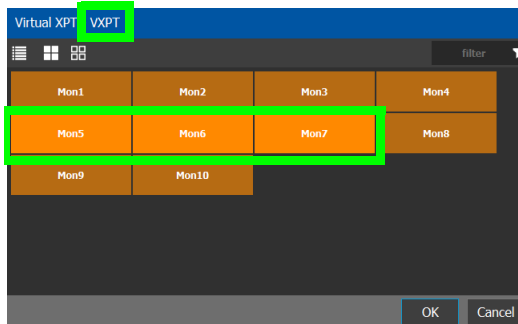 Virtual XPT VXPT
filter
Mon1 Mon2 Mon3 Mon4
Mon5 Mon6 Mon7 Mon8
Mon9 Mon10
OK Cancel